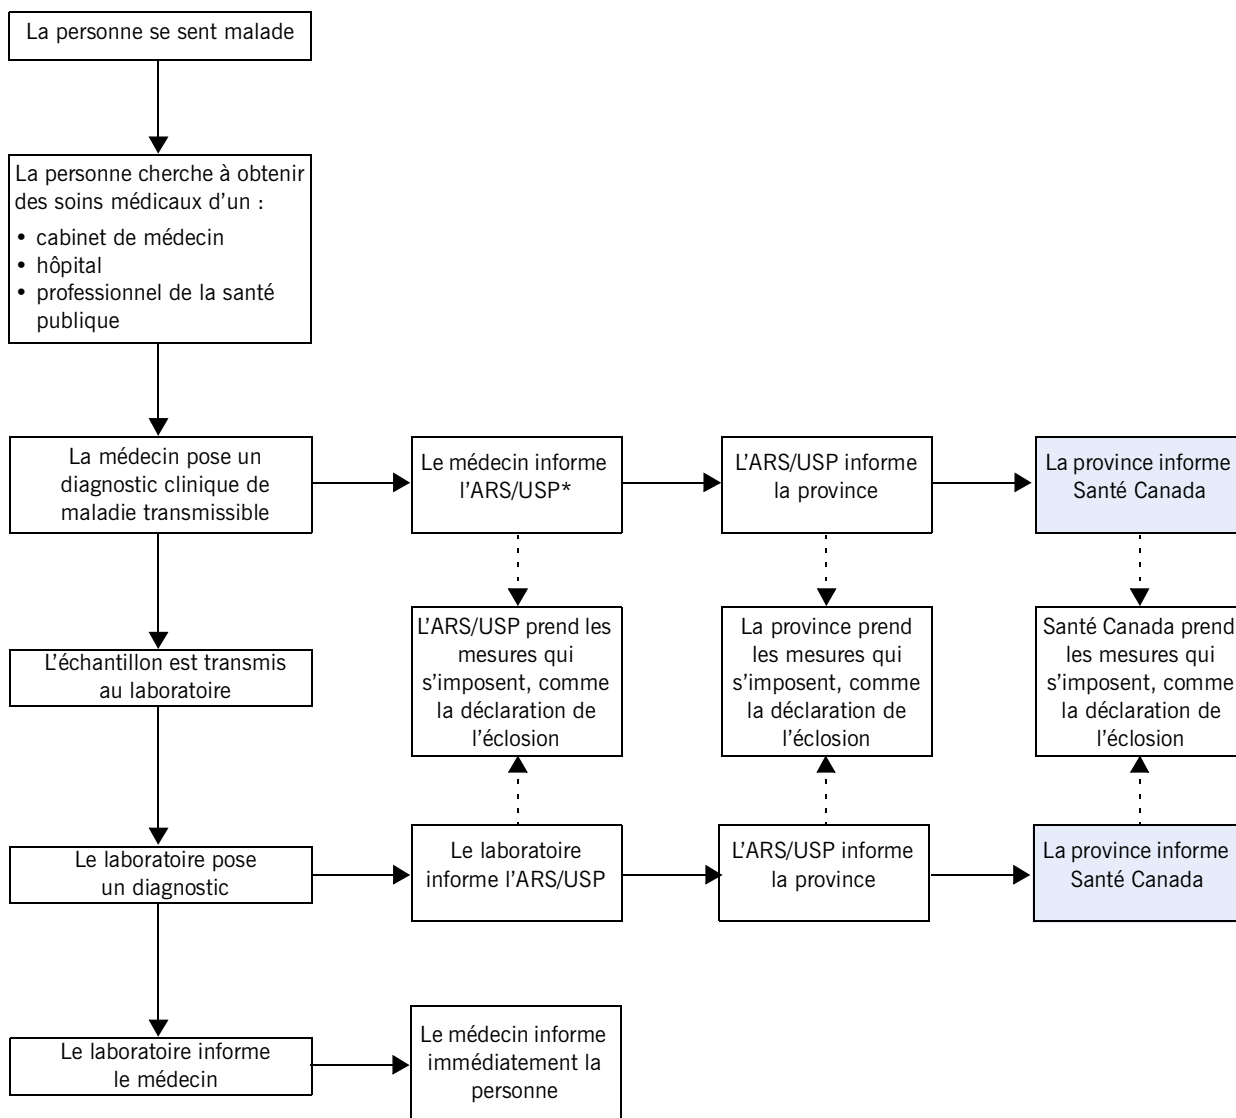 La personne se sent malade
La personne cherche à obtenir
des soins médicaux d'un :
• cabinet de médecin
• hôpital
• professionnel de la santé
publique
La médecin pose un
diagnostic clinique de
maladie transmissible
Le médecin informe
l'ARS/USP*
L'ARS/USP informe
la province
La province informe
Santé Canada
L'ARS/USP prend les
mesures qui
s'imposent, comme
la déclaration de
l'éclosion
La province prend
les mesures qui
s'imposent, comme
la déclaration de
l'éclosion
Santé Canada prend
les mesures qui
s'imposent, comme
la déclaration de
l'éclosion
L'échantillon est transmis
au laboratoire
Le laboratoire pose
un diagnostic
Le laboratoire
informe l'ARS/USP
L'ARS/USP informe
la province
La province informe
Santé Canada
Le laboratoire informe
le médecin
Le médecin informe
immédiatement la
personne